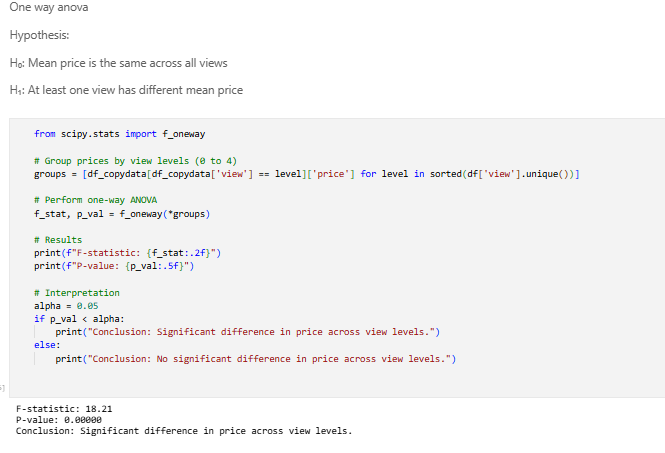 One way anova
Hypothesis:
H₀: Mean price is the same across all views
H₁: At least one view has different mean price
from scipy.stats import f_oneway
# Group prices by view levels (0 to 4)
groups = [df_copydata[df_copydata['view'] == level]['price'] for level in sorted(df['view'].unique())]
# Perform one-way ANOVA
f_stat, p_val = f_oneway(*groups)
# Results
print(f"F-statistic: {f_stat:.2f}")
print(f"P-value: {p_val:.5f}")
# Interpretation
alpha = 0.05
if p_val < alpha:
    print("Conclusion: Significant difference in price across view levels.")
else:
    print("Conclusion: No significant difference in price across view levels.")
F-statistic: 18.21
P-value: 0.00000
Conclusion: Significant difference in price across view levels.